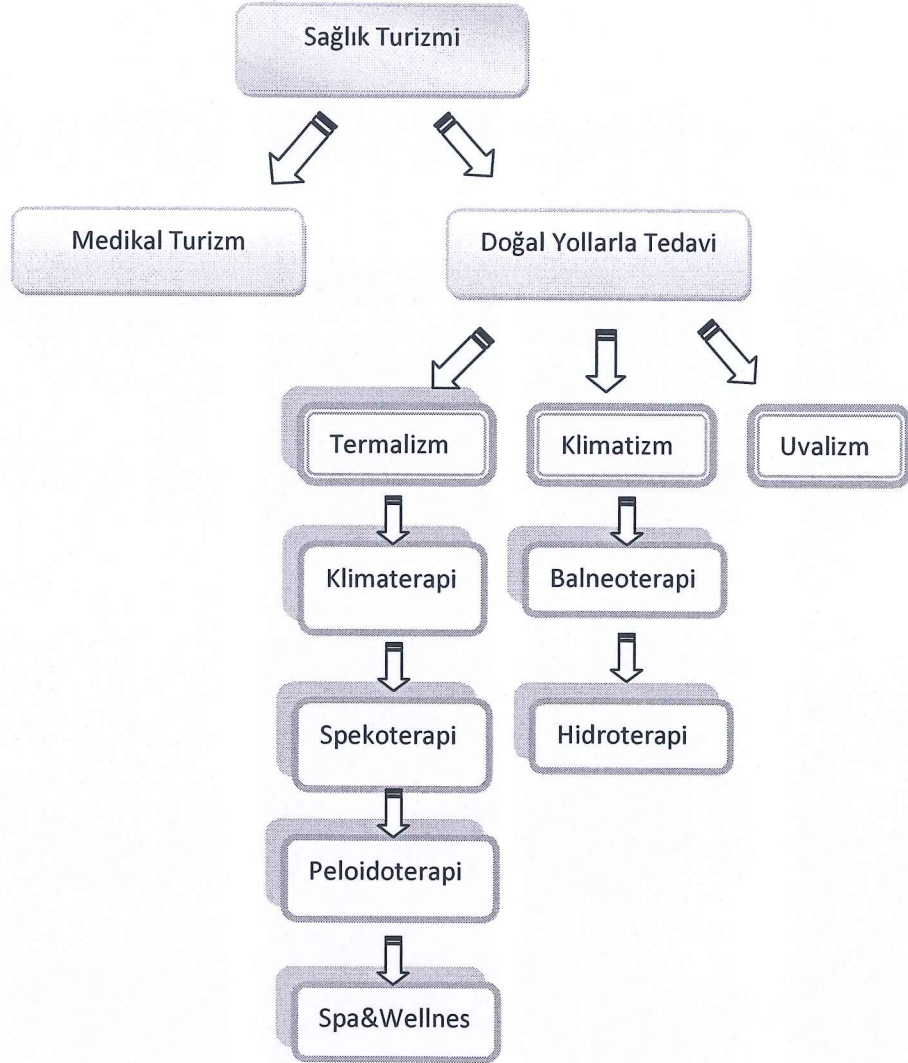 Sağlık Turizmi
Medikal Turizm
Doğal Yollarla Tedavi
Termalizm
Klimatizm
Uvalizm
Klimaterapi
Balneoterapi
Spekoterapi
Hidroterapi
Peloidoterapi
Spa&Wellnes